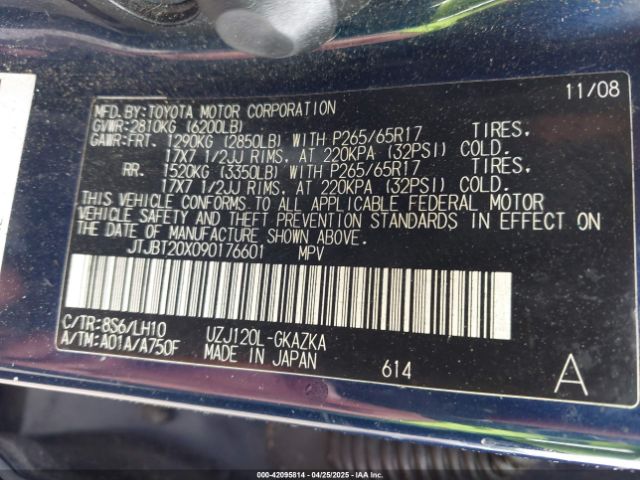 MFD.BY:TOYOTA MOTOR CORPORATION 11/08
GVWR:2810KG (6200LB)
GAWR:FRT. 1290KG (2850LB) WITH P265/65R17 TIRES,
17X7 1/2JJ RIMS, AT 220KPA (32PSI) COLD.
RR. 1520KG (3350LB) WITH P265/65R17 TIRES,
17X7 1/2JJ RIMS, AT 220KPA (32PSI) COLD.
THIS VEHICLE CONFORMS TO ALL APPLICABLE FEDERAL MOTOR
VEHICLE SAFETY AND THEFT PREVENTION STANDARDS IN EFFECT ON
THE DATE OF MANUFACTURE SHOWN ABOVE.
JTJBT20X090176601 MPV
C/TR:8S6/LH10 UZJ120L-GKAZKA
A/TM:A01A/A750F MADE IN JAPAN 614 A
000-42095814 - 04/25/2025 - IAA Inc.